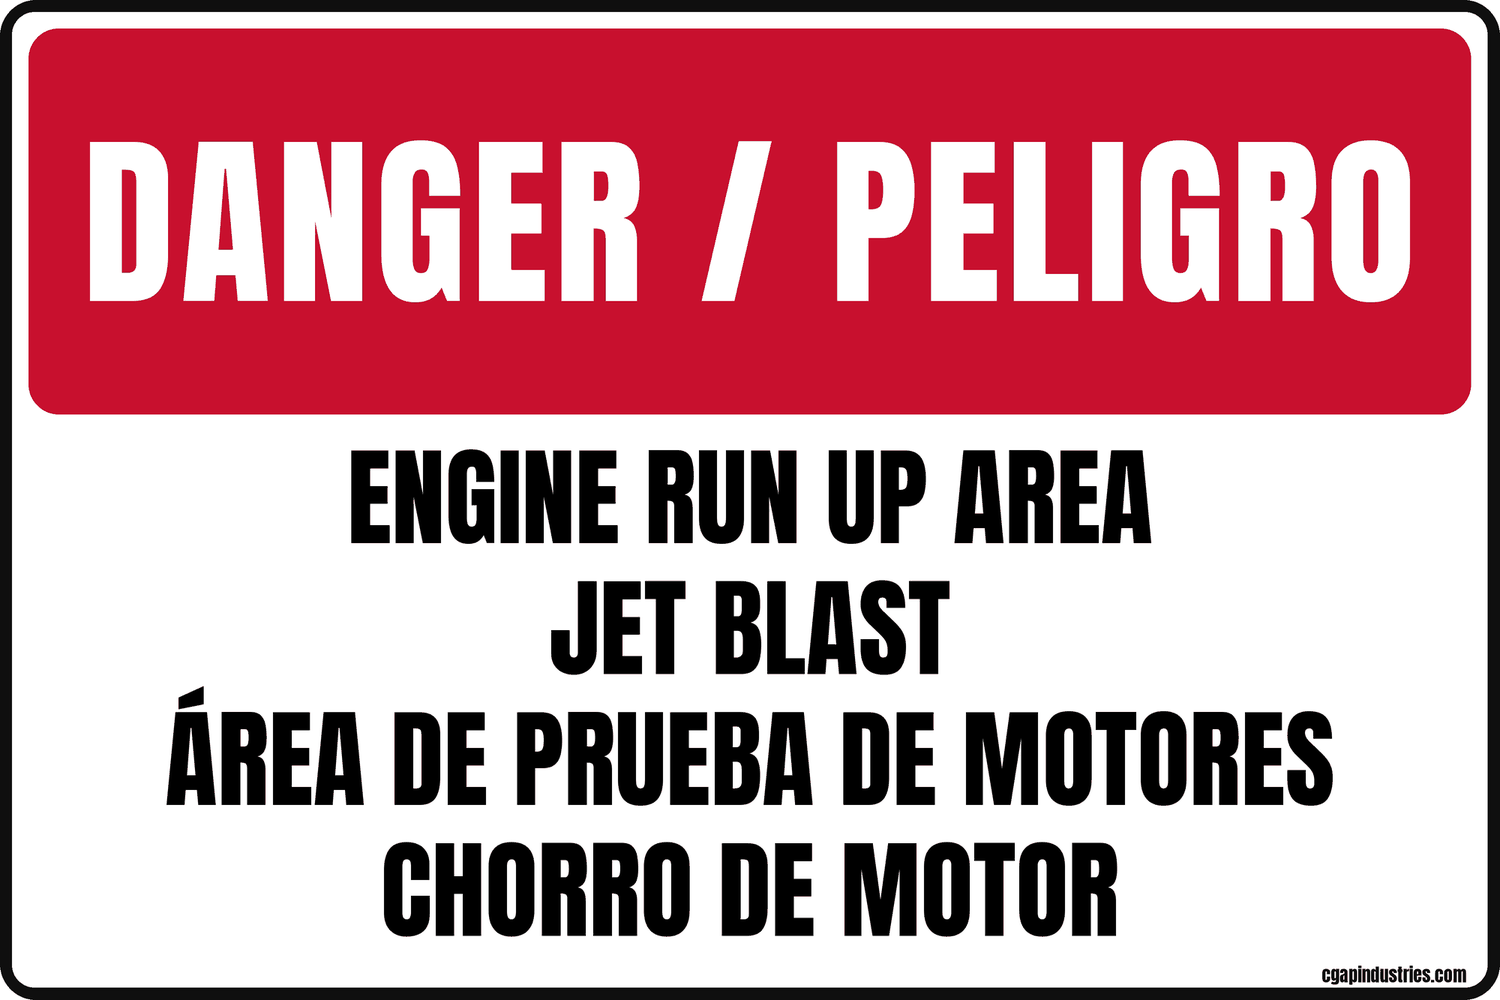 DANGER / PELIGRO
ENGINE RUN UP AREA
JET BLAST
ÁREA DE PRUEBA DE MOTORES
CHORRO DE MOTOR
cgapindustries.com